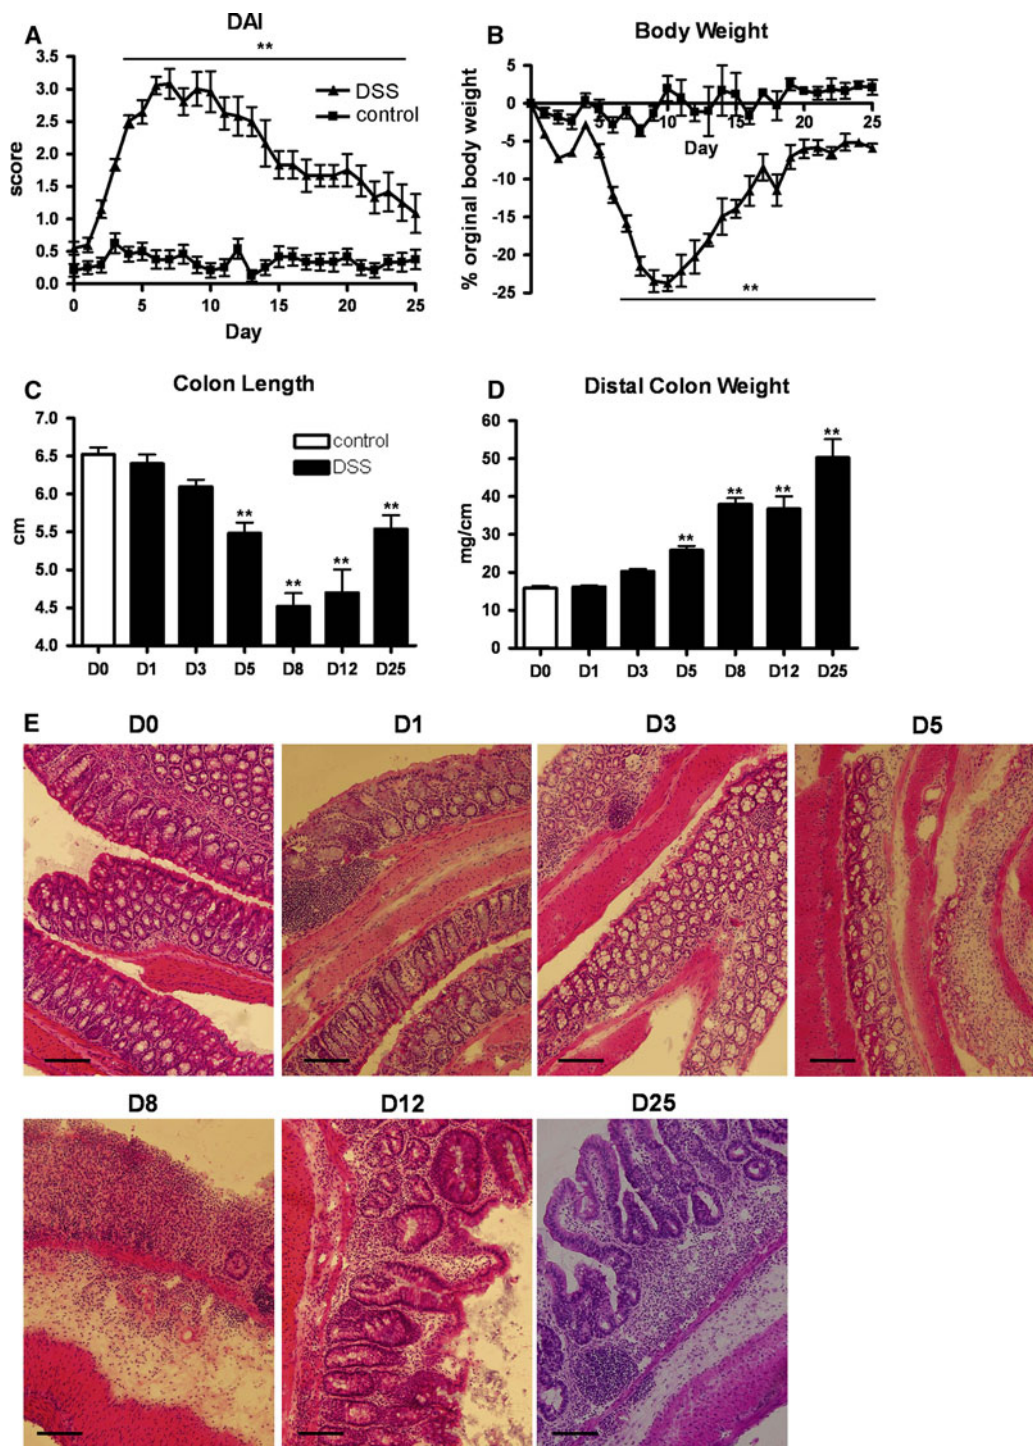 A
DAI
**
3.5
3.0
2.5
2.0
1.5
1.0
0.5
0.0
score
DSS
control
0 5 10 15 20 25
Day
B
Body Weight
5
0
-5
-10
-15
-20
-25
% orginal body weight
5 10 15 20 25
Day
**
C
Colon Length
7.0
6.5
6.0
5.5
5.0
4.5
4.0
cm
control
DSS
** ** ** **
D0 D1 D3 D5 D8 D12 D25
D
Distal Colon Weight
60
50
40
30
20
10
0
mg/cm
** ** ** **
D0 D1 D3 D5 D8 D12 D25
E
D0 D1 D3 D5
D8 D12 D25